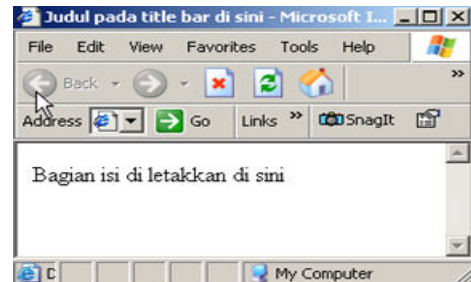 Judul pada title bar di sini - Microsoft I...
File Edit View Favorites Tools Help
Back
Address Go Links » SnagIt
Bagian isi di letakkan di sini
My Computer